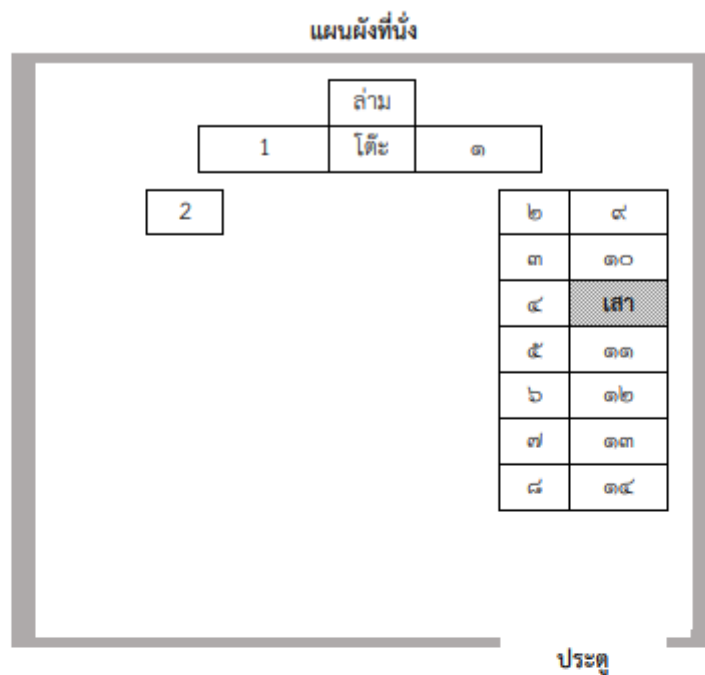 แผนผังที่นั่ง
ล่าม
1 โต๊ะ ๑
2 ๒ ๙
๓ ๑๐
๔ เสา
๕ ๑๑
๖ ๑๒
๗ ๑๓
๘ ๑๔
ประตู